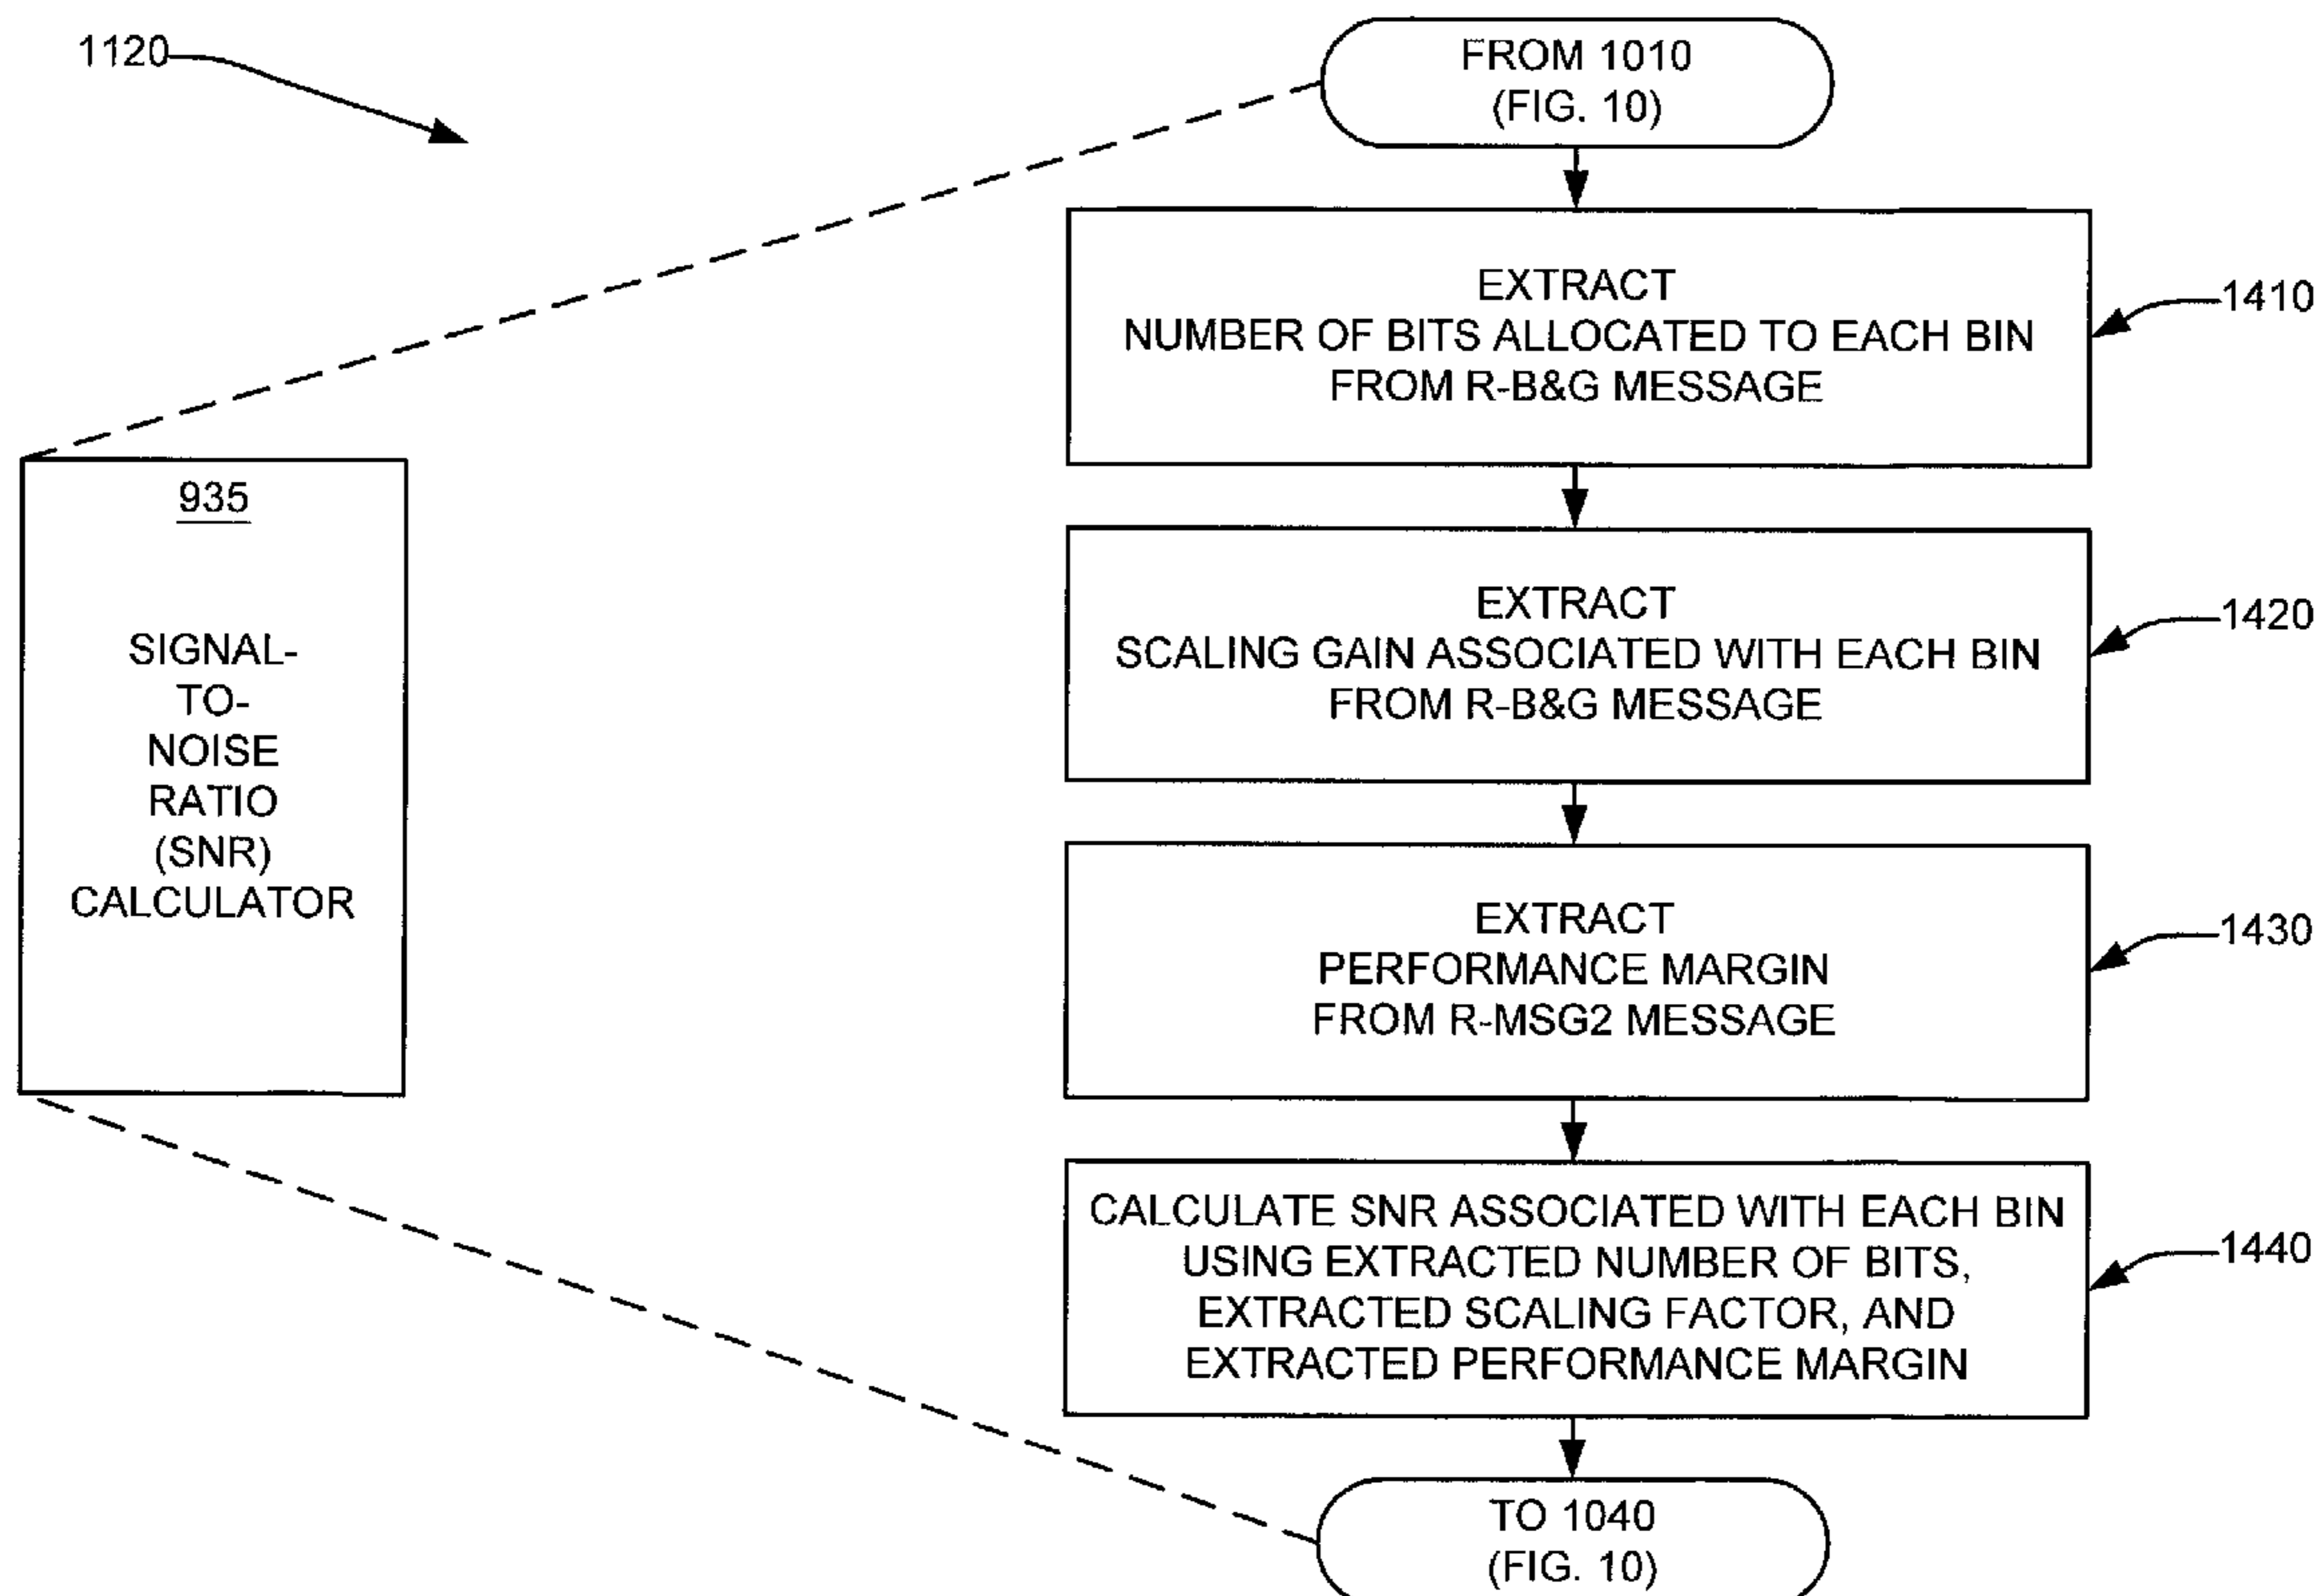 1120
FROM 1010
(FIG. 10)
EXTRACT
NUMBER OF BITS ALLOCATED TO EACH BIN
FROM R-B&G MESSAGE
1410
935
SIGNAL-
TO-
NOISE
RATIO
(SNR)
CALCULATOR
EXTRACT
SCALING GAIN ASSOCIATED WITH EACH BIN
FROM R-B&G MESSAGE
1420
EXTRACT
PERFORMANCE MARGIN
FROM R-MSG2 MESSAGE
1430
CALCULATE SNR ASSOCIATED WITH EACH BIN
USING EXTRACTED NUMBER OF BITS,
EXTRACTED SCALING FACTOR, AND
EXTRACTED PERFORMANCE MARGIN
1440
TO 1040
(FIG. 10)